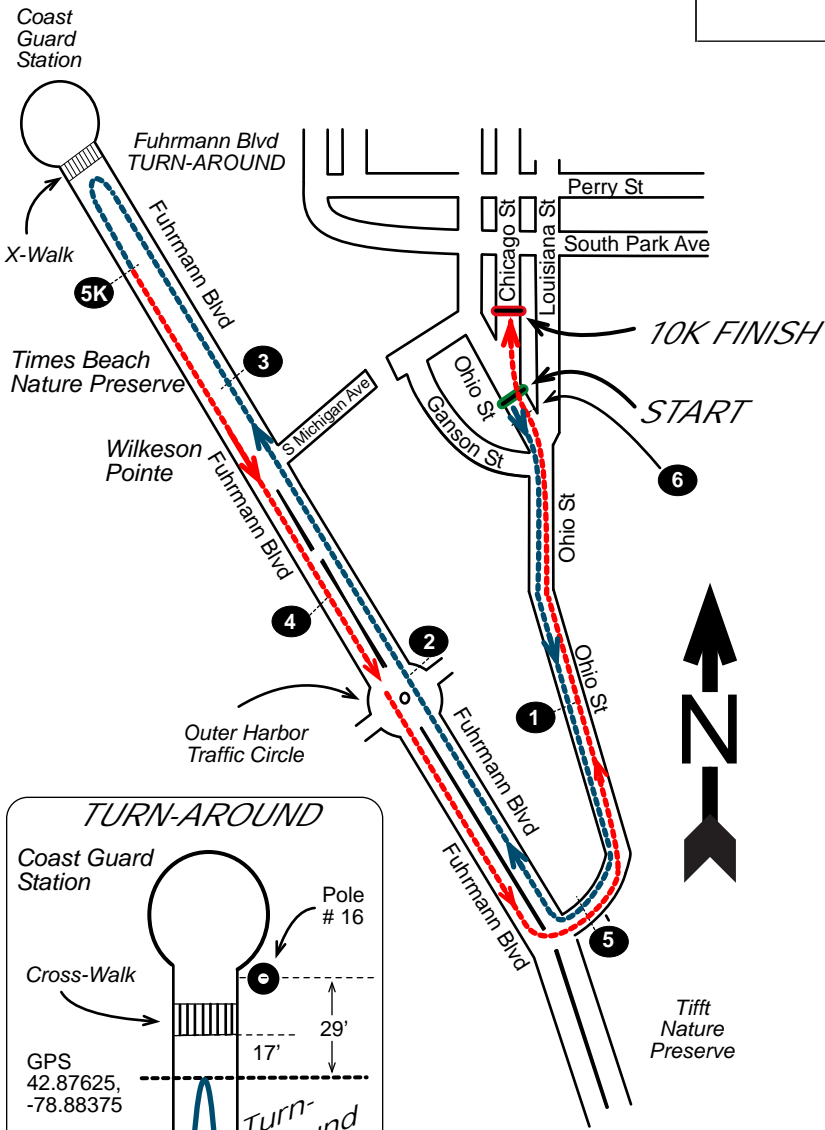 Coast
Guard
Station
Fuhrmann Blvd
TURN-AROUND
X-Walk
Fuhrmann Blvd
5K
Times Beach
Nature Preserve
3
Wilkeson
Pointe
S Michigan Ave
Fuhrmann Blvd
4
2
Outer Harbor
Traffic Circle
Perry St
South Park Ave
Chicago St
Louisiana St
10K FINISH
START
Ohio St
Ganson St
6
Ohio St
Ohio St
1
N
Fuhrmann Blvd
Fuhrmann Blvd
5
Tifft
Nature
Preserve
TURN-AROUND
Coast Guard
Station
Pole
# 16
Cross-Walk
29’
17’
GPS
42.87625,
-78.88375
Turn-